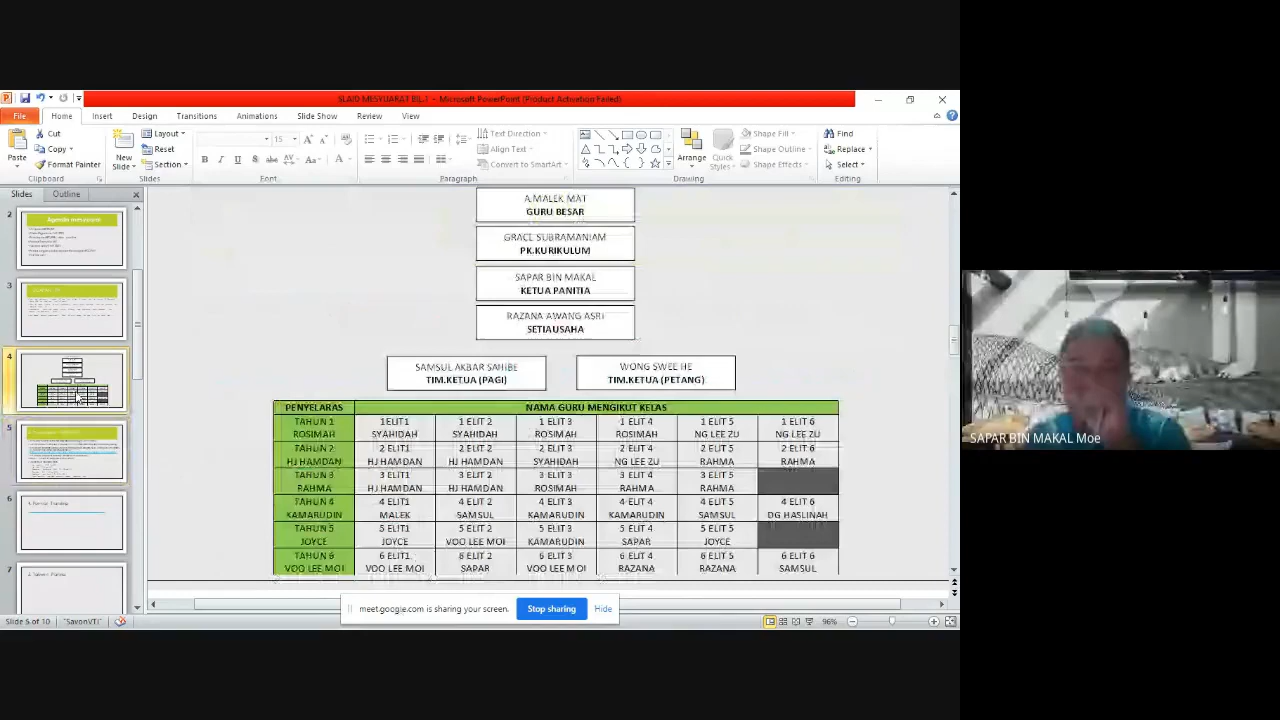 SLAID MESYUARAT BIL.1 - Microsoft PowerPoint (Product Activation Failed)
File Home Insert Design Transitions Animations Slide Show Review View
Cut
Copy
Format Painter
Paste
Clipboard
New
Slide
Layout
Reset
Section
Slides
15
Font
Text Direction
Align Text
Convert to SmartArt
Paragraph
Arrange
Quick
Styles
Shape Fill
Shape Outline
Shape Effects
Drawing
Find
Replace
Select
Editing
Slides Outline
2
Agenda mesyuarat
3
4
5
6
7
A.MALEK MAT
GURU BESAR
GRACE SUBRAMANIAM
PK.KURIKULUM
SAPAR BIN MAKAL
KETUA PANITIA
RAZANA AWANG ASRI
SETIAUSAHA
SAMSUL AKBAR SAHIBE
TIM.KETUA (PAGI)
WONG SWEE HE
TIM.KETUA (PETANG)
PENYELARAS NAMA GURU MENGIKUT KELAS
TAHUN 1 1ELIT1 1 ELIT 2 1 ELIT 3 1 ELIT 4 1 ELIT 5 1 ELIT 6
ROSIMAH SYAHIDAH SYAHIDAH ROSIMAH ROSIMAH NG LEE ZU NG LEE ZU
TAHUN 2 2 ELIT1 2 ELIT 2 2 ELIT 3 2 ELIT 4 2 ELIT 5 2 ELIT 6
HJ HAMDAN HJ HAMDAN HJ HAMDAN SYAHIDAH NG LEE ZU RAHMA RAHMA
TAHUN 3 3 ELIT1 3 ELIT 2 3 ELIT 3 3 ELIT 4 3 ELIT 5
RAHMA HJ HAMDAN HJ HAMDAN ROSIMAH RAHMA RAHMA
TAHUN 4 4 ELIT1 4 ELIT 2 4 ELIT 3 4 ELIT 4 4 ELIT 5 4 ELIT 6
KAMARUDIN MALEK SAMSUL KAMARUDIN KAMARUDIN SAMSUL DG HASLINAH
TAHUN 5 5 ELIT1 5 ELIT 2 5 ELIT 3 5 ELIT 4 5 ELIT 5
JOYCE JOYCE VOO LEE MOI KAMARUDIN SAPAR JOYCE
TAHUN 6 6 ELIT1. 6 ELIT 2 6 ELIT 3 6 ELIT 4 6 ELIT 5 6 ELIT 6
VOO LEE MOI VOO LEE MOI SAPAR VOO LEE MOI RAZANA RAZANA SAMSUL
meet.google.com is sharing your screen. Stop sharing Hide
Slide 5 of 10 "SavonVTI" 96%
SAPAR BIN MAKAL Moe